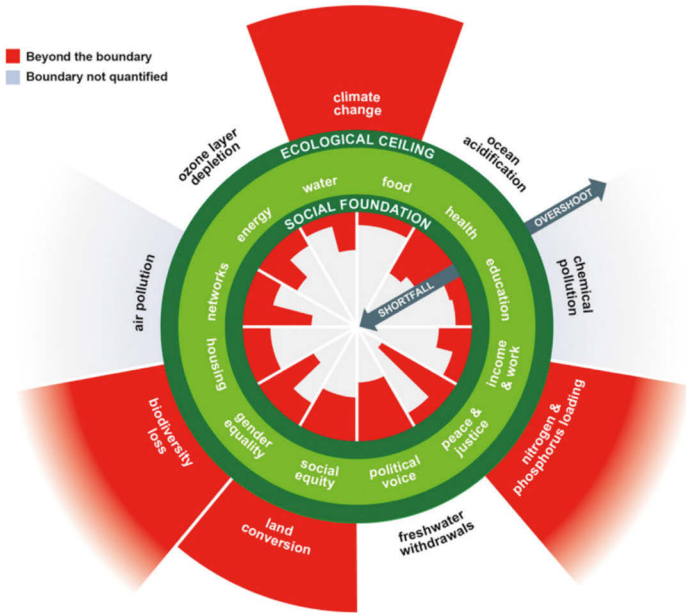 Beyond the boundary
Boundary not quantified
climate
change
ozone layer
depletion
ocean
acidification
ECOLOGICAL CEILING
OVERSHOOT
water
food
energy
health
SOCIAL FOUNDATION
SHORTFALL
networks
education
air pollution
chemical
pollution
housing
income
& work
gender
equality
peace &
justice
social
equity
political
voice
biodiversity
loss
nitrogen &
phosphorus loading
land
conversion
freshwater
withdrawals